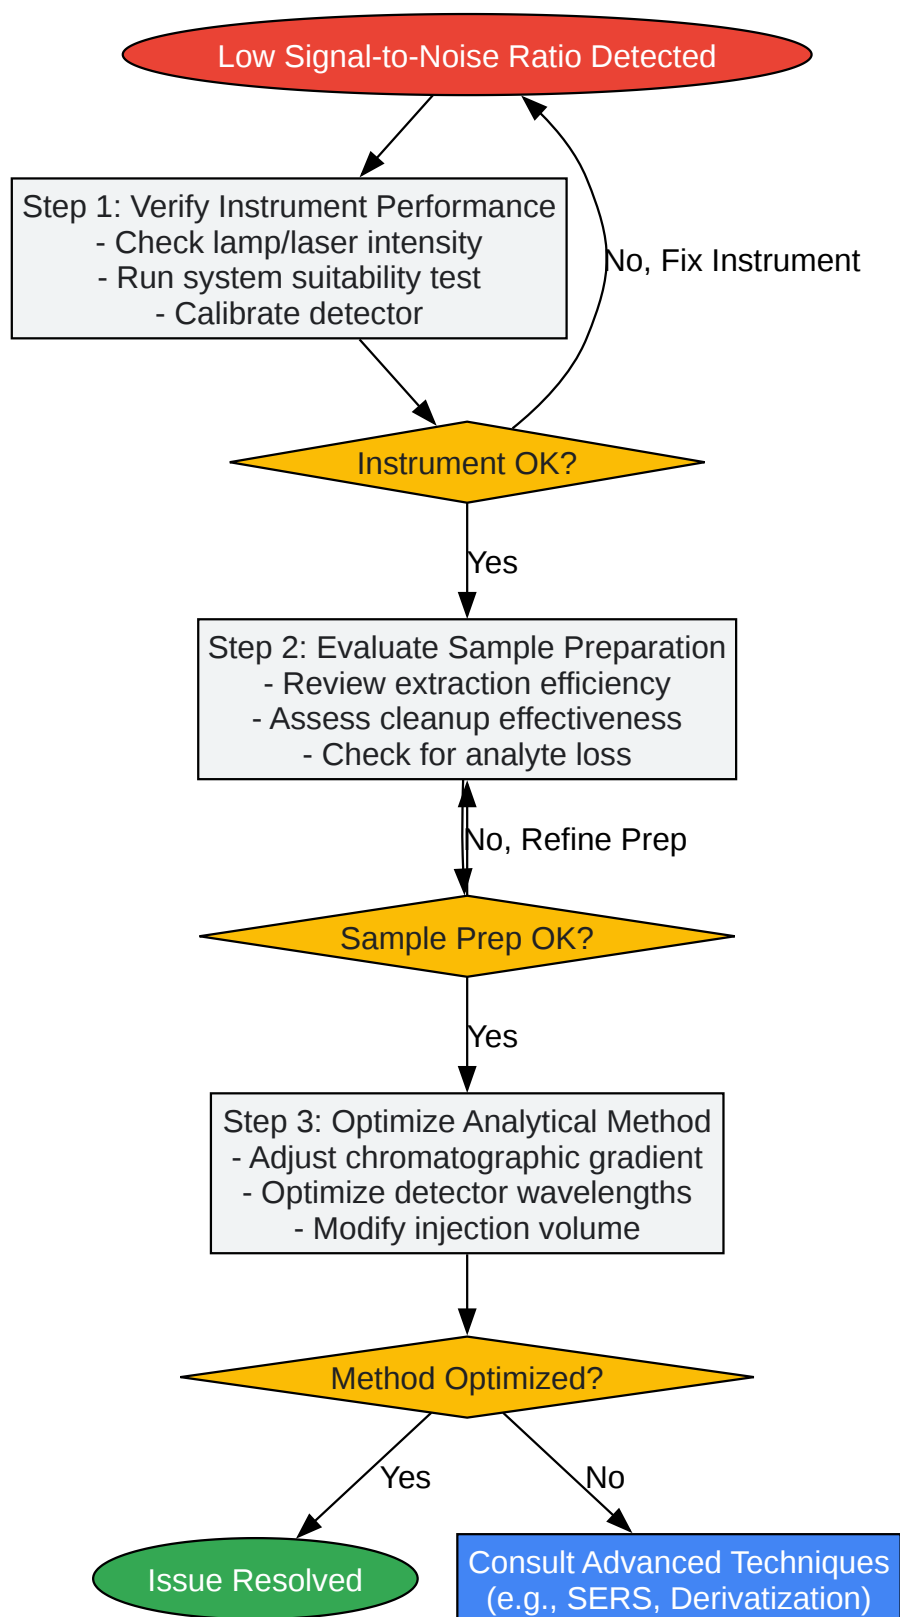 Low Signal-to-Noise Ratio Detected
Step 1: Verify Instrument Performance
- Check lamp/laser intensity
- Run system suitability test
- Calibrate detector
No, Fix Instrument
Instrument OK?
Yes
Step 2: Evaluate Sample Preparation
- Review extraction efficiency
- Assess cleanup effectiveness
- Check for analyte loss
No, Refine Prep
Sample Prep OK?
Yes
Step 3: Optimize Analytical Method
- Adjust chromatographic gradient
- Optimize detector wavelengths
- Modify injection volume
Method Optimized?
Yes
No
Issue Resolved
Consult Advanced Techniques
(e.g., SERS, Derivatization)